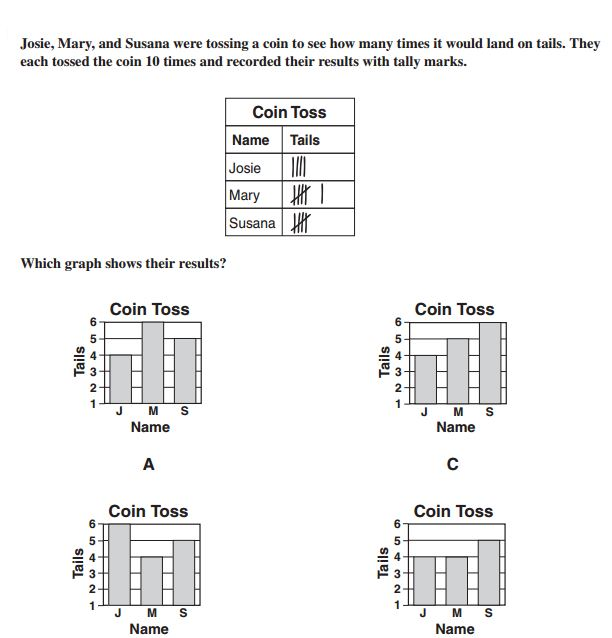 Josie, Mary, and Susana were tossing a coin to see how many times it would land on tails. They
each tossed the coin 10 times and recorded their results with tally marks.
Coin Toss
Name Tails
Josie
Mary
Susana
Which graph shows their results?
Coin Toss
6
5
4
3
2
1
Tails
J M S
Name
A
Coin Toss
6
5
4
3
2
1
Tails
J M S
Name
C
Coin Toss
6
5
4
3
2
1
Tails
J M S
Name
Coin Toss
6
5
4
3
2
1
Tails
J M S
Name